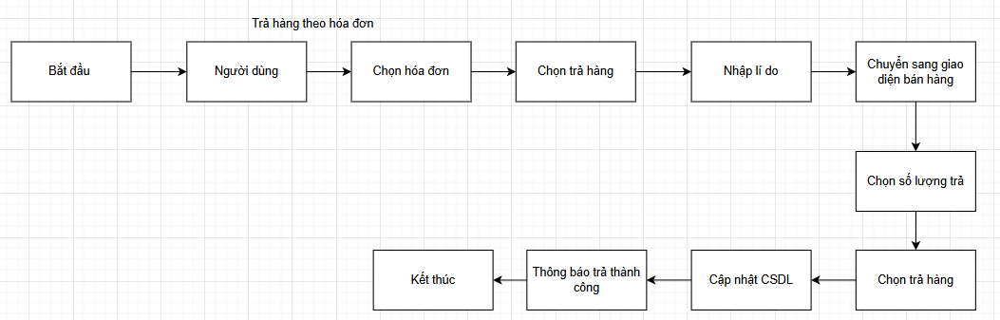 Trả hàng theo hóa đơn
Bắt đầu
Người dùng
Chọn hóa đơn
Chọn trả hàng
Nhập lí do
Chuyển sang giao
diện bán hàng
Chọn số lượng trả
Chọn trả hàng
Cập nhật CSDL
Thông báo trả thành
công
Kết thúc